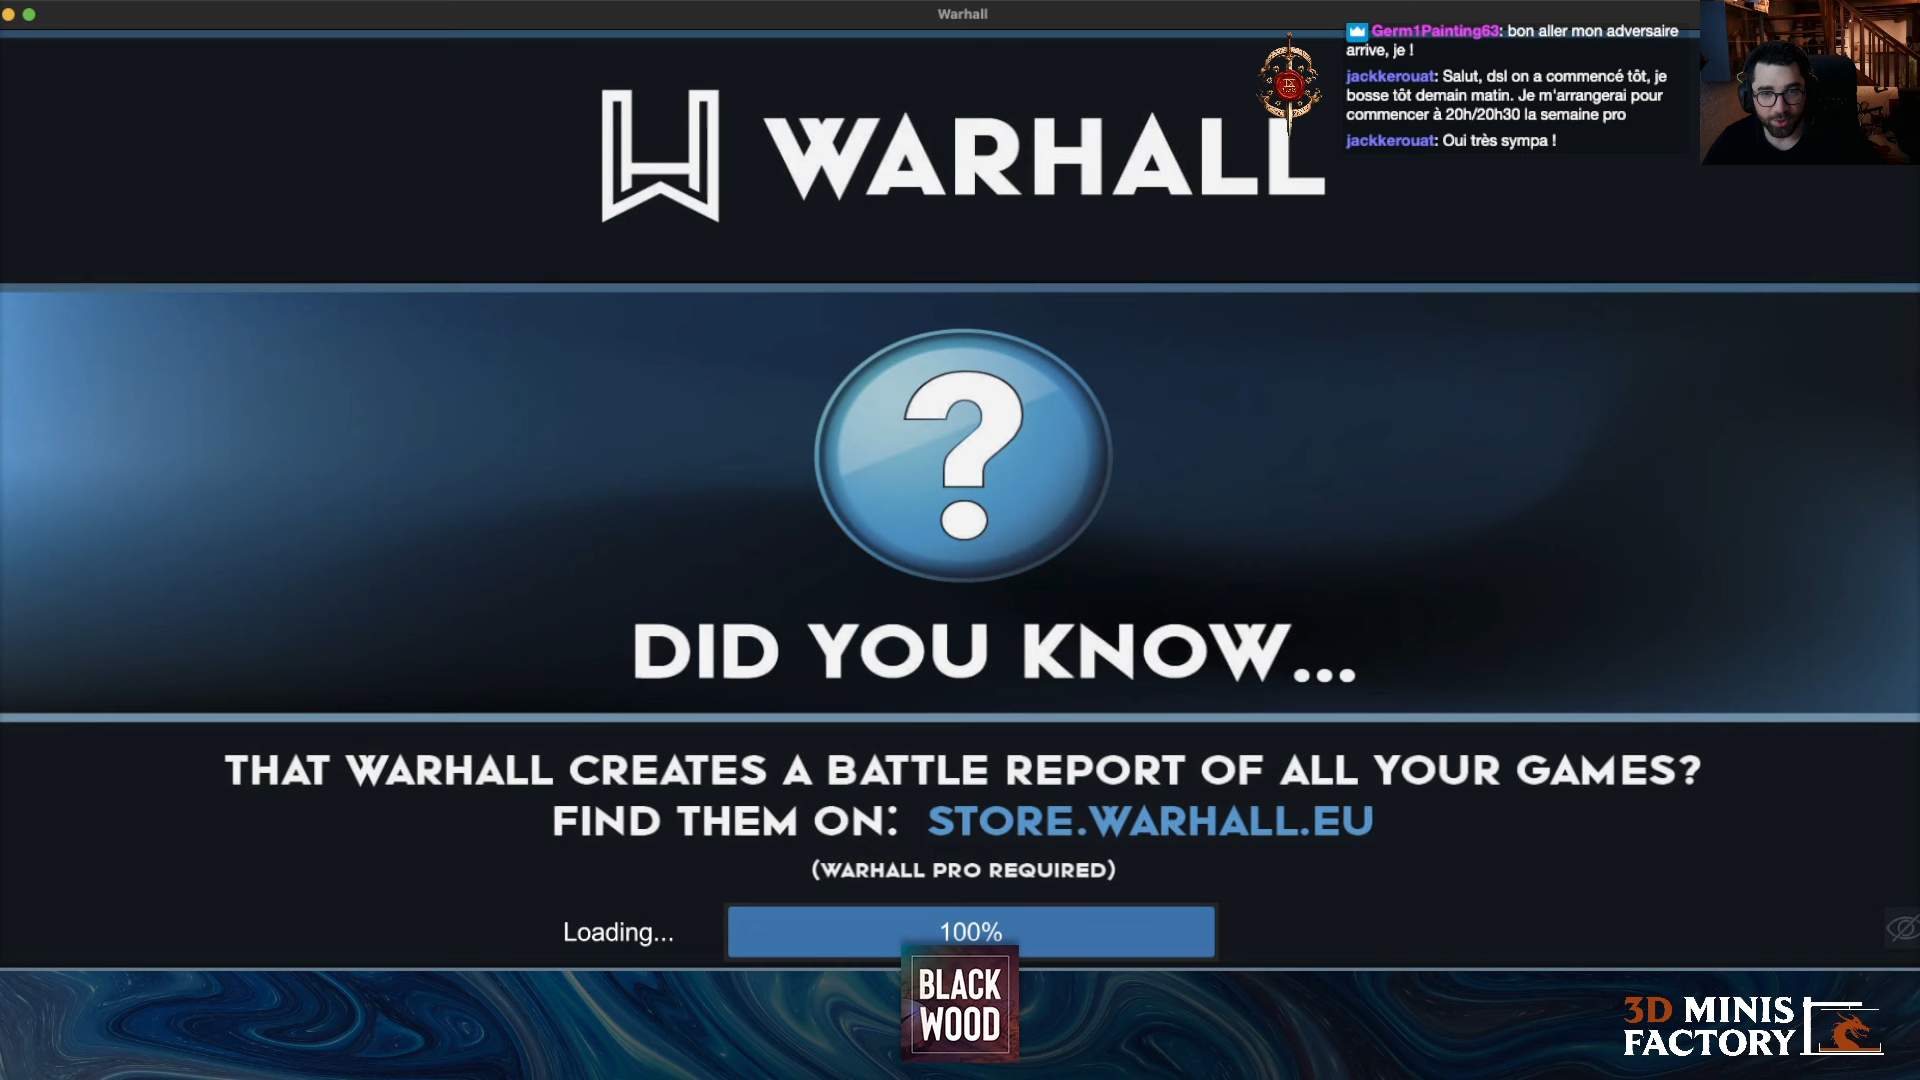 Warhall
WARHALL
Germ1Painting63: bon aller mon adversaire
arrive, je !
jackkerouat: Salut, dsl on a commencé tôt, je
bosse tôt demain matin. Je m'arrangerai pour
commencer à 20h/20h30 la semaine pro
jackkerouat: Oui très sympa !
?
DID YOU KNOW...
THAT WARHALL CREATES A BATTLE REPORT OF ALL YOUR GAMES?
FIND THEM ON: STORE.WARHALL.EU
(WARHALL PRO REQUIRED)
Loading... 100%
BLACK
WOOD
3D MINIS
FACTORY